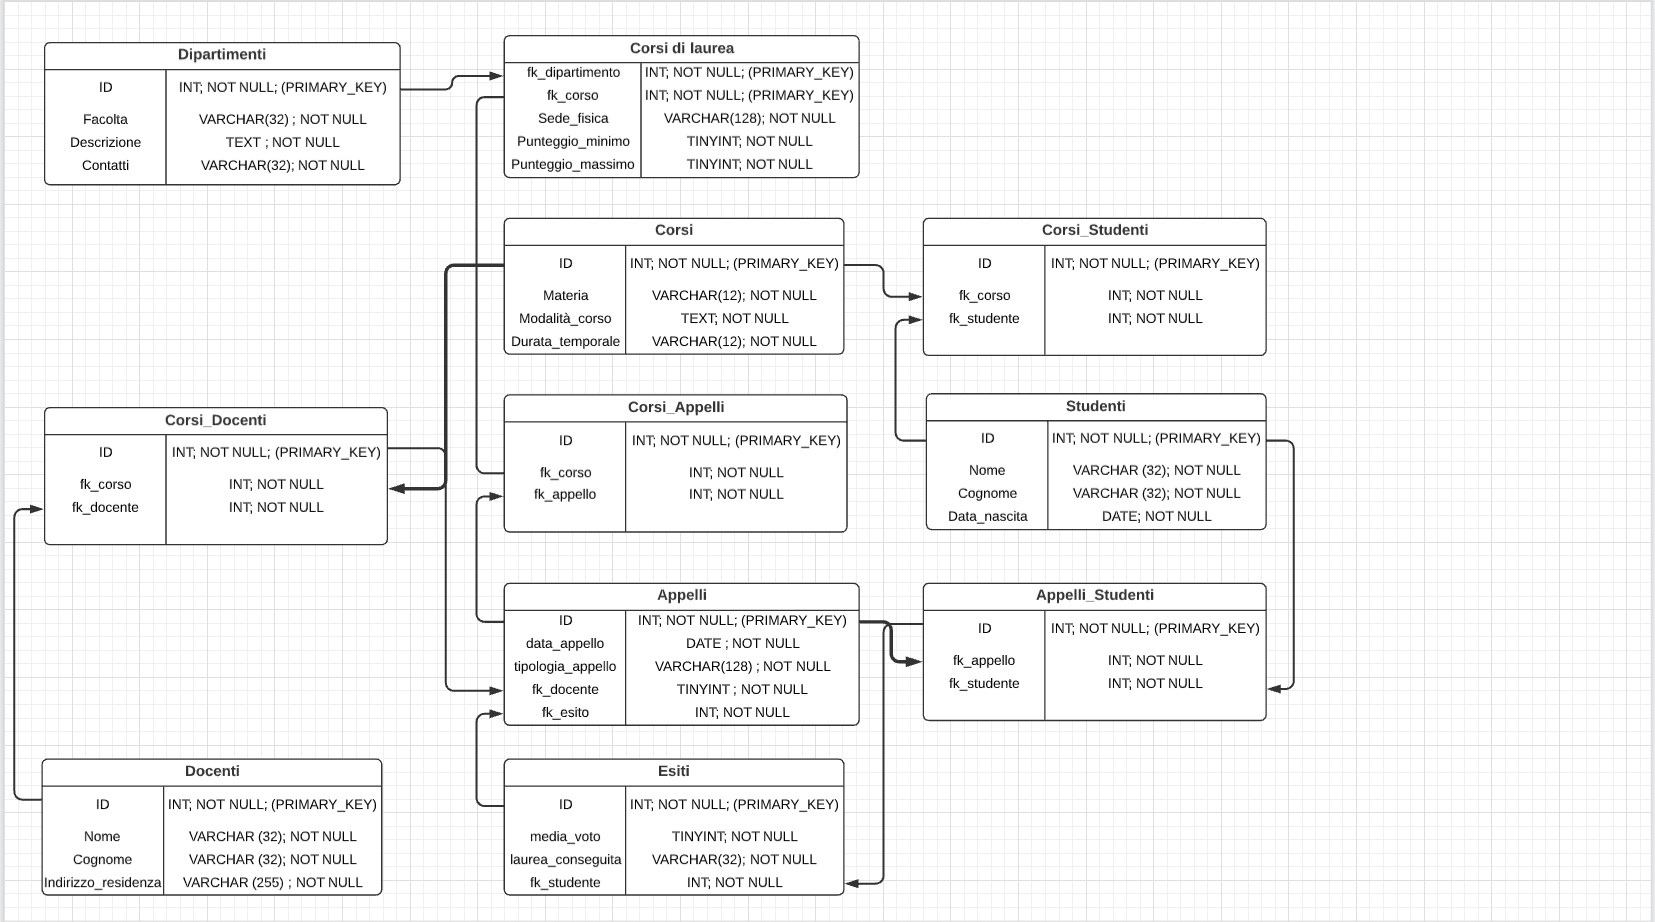 Dipartimenti
ID INT; NOT NULL; (PRIMARY_KEY)
Facolta VARCHAR(32) ; NOT NULL
Descrizione TEXT ; NOT NULL
Contatti VARCHAR(32); NOT NULL
Corsi di laurea
fk_dipartimento INT; NOT NULL; (PRIMARY_KEY)
fk_corso INT; NOT NULL; (PRIMARY_KEY)
Sede_fisica VARCHAR(128); NOT NULL
Punteggio_minimo TINYINT; NOT NULL
Punteggio_massimo TINYINT; NOT NULL
Corsi
ID INT; NOT NULL; (PRIMARY_KEY)
Materia VARCHAR(12); NOT NULL
Modalità_corso TEXT; NOT NULL
Durata_temporale VARCHAR(12); NOT NULL
Corsi_Studenti
ID INT; NOT NULL; (PRIMARY_KEY)
fk_corso INT; NOT NULL
fk_studente INT; NOT NULL
Corsi_Docenti
ID INT; NOT NULL; (PRIMARY_KEY)
fk_corso INT; NOT NULL
fk_docente INT; NOT NULL
Corsi_Appelli
ID INT; NOT NULL; (PRIMARY_KEY)
fk_corso INT; NOT NULL
fk_appello INT; NOT NULL
Studenti
ID INT; NOT NULL; (PRIMARY_KEY)
Nome VARCHAR (32); NOT NULL
Cognome VARCHAR (32); NOT NULL
Data_nascita DATE; NOT NULL
Appelli
ID INT; NOT NULL; (PRIMARY_KEY)
data_appello DATE ; NOT NULL
tipologia_appello VARCHAR(128) ; NOT NULL
fk_docente TINYINT ; NOT NULL
fk_esito INT; NOT NULL
Appelli_Studenti
ID INT; NOT NULL; (PRIMARY_KEY)
fk_appello INT; NOT NULL
fk_studente INT; NOT NULL
Docenti
ID INT; NOT NULL; (PRIMARY_KEY)
Nome VARCHAR (32); NOT NULL
Cognome VARCHAR (32); NOT NULL
Indirizzo_residenza VARCHAR (255) ; NOT NULL
Esiti
ID INT; NOT NULL; (PRIMARY_KEY)
media_voto TINYINT; NOT NULL
laurea_conseguita VARCHAR(32); NOT NULL
fk_studente INT; NOT NULL